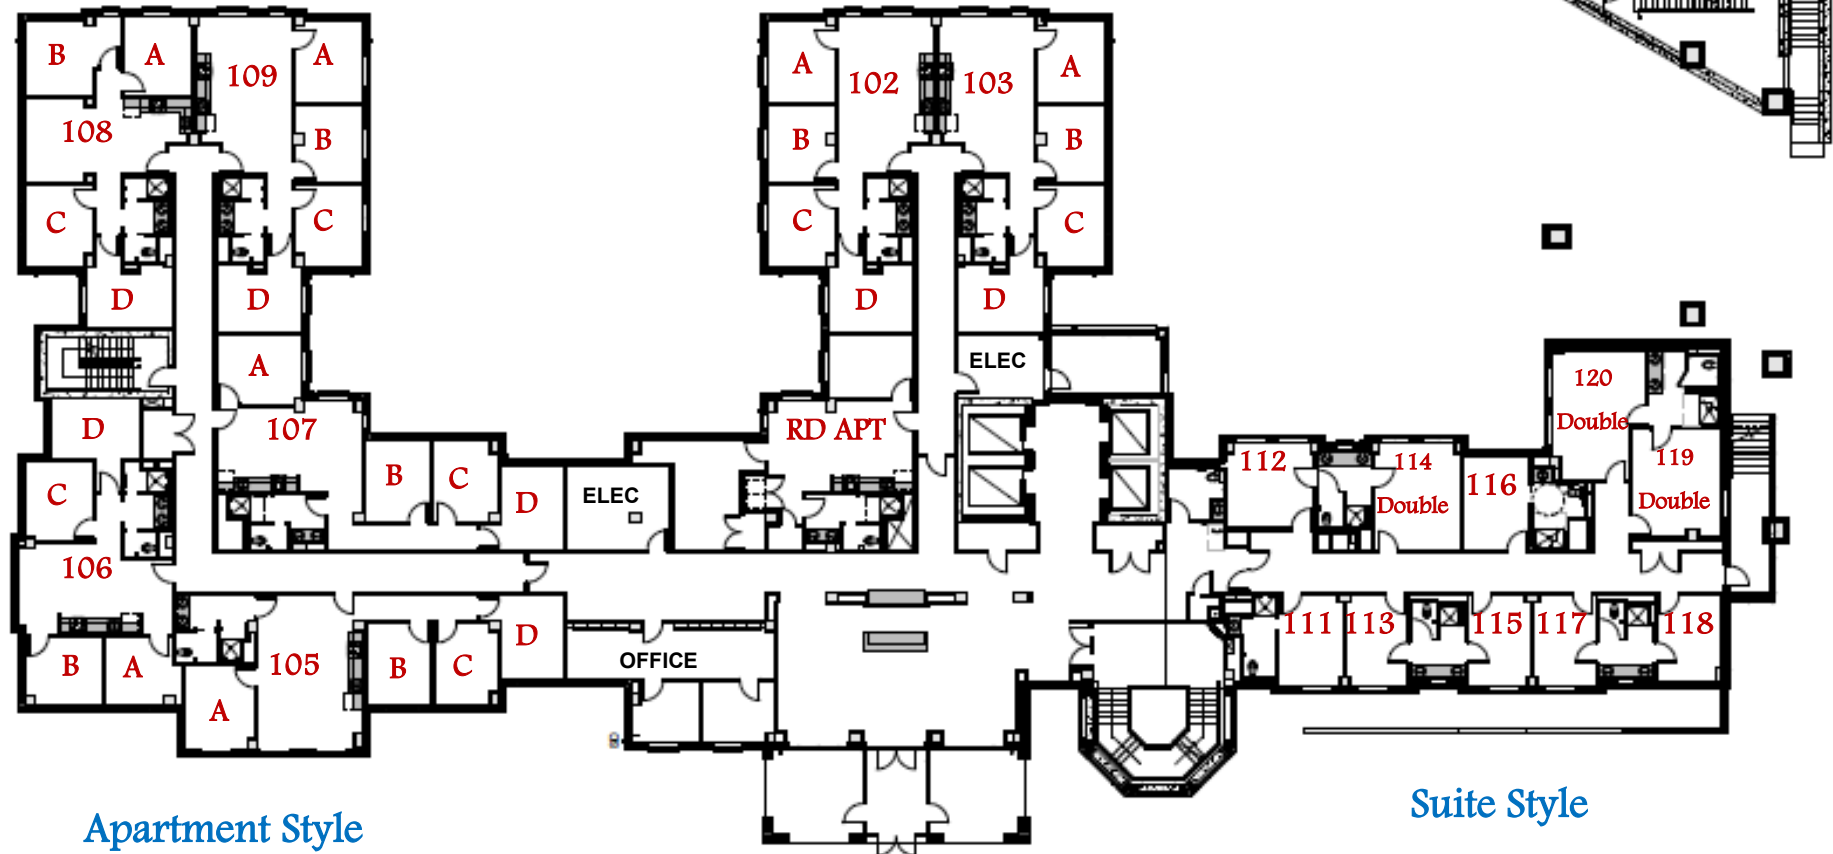 B
A
109
A
108
B
C
C
D
D
A
102
103
A
A
B
B
C
C
D
D
ELEC
D
107
RD APT
C
B
C
D
ELEC
106
B
A
105
A
B
C
D
OFFICE
112
114
Double
116
120
Double
119
Double
111
113
115
117
118
Apartment Style
Suite Style